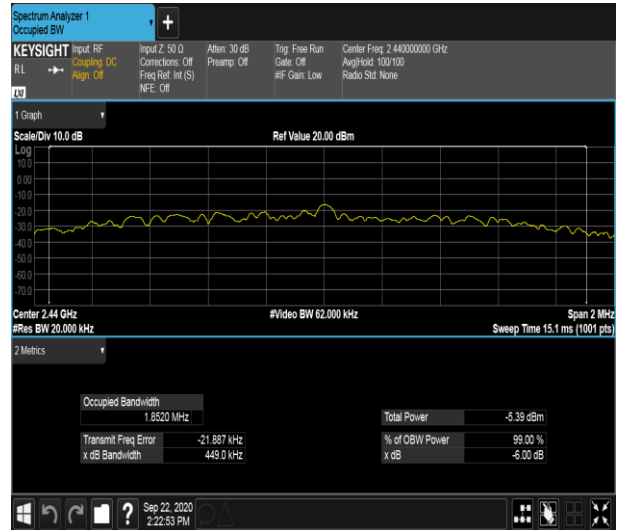 Spectrum Analyzer 1
Occupied BW
+
KEYSIGHT
RL
LXI
Input: RF
Coupling: DC
Align: Off
Input Z: 50 Ω
Corrections: Off
Freq Ref: Int (S)
NFE: Off
Atten: 30 dB
Preamp: Off
Trig: Free Run
Gate: Off
#IF Gain: Low
Center Freq: 2.440000000 GHz
Avg|Hold: 100/100
Radio Std: None
1 Graph
Scale/Div 10.0 dB
Ref Value 20.00 dBm
Log
10.0
0.00
-10.0
-20.0
-30.0
-40.0
-50.0
-60.0
-70.0
Center 2.44 GHz
#Video BW 62.000 kHz
Span 2 MHz
#Res BW 20.000 kHz
Sweep Time 15.1 ms (1001 pts)
2 Metrics
Occupied Bandwidth
1.8520 MHz
Total Power -5.39 dBm
Transmit Freq Error -21.887 kHz
% of OBW Power 99.00 %
x dB Bandwidth 449.0 kHz
x dB -6.00 dB
?
Sep 22, 2020
2:22:53 PM